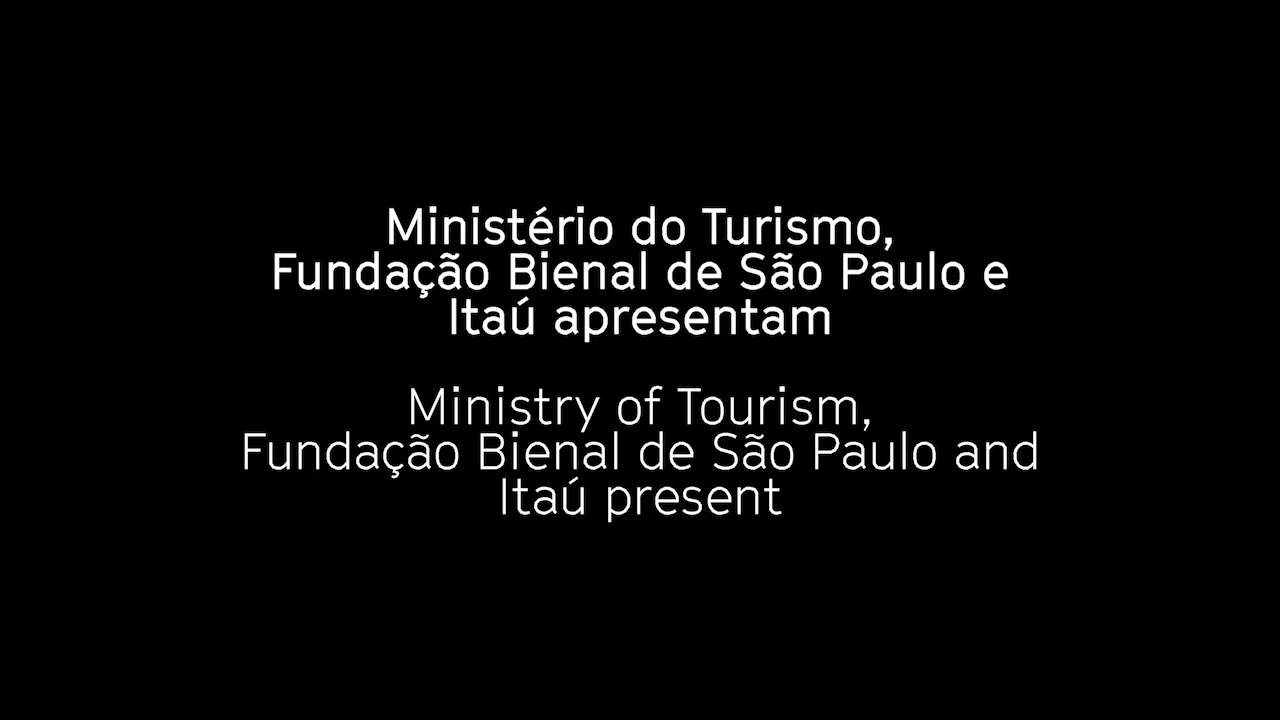 Ministério do Turismo,
Fundação Bienal de São Paulo e
Itaú apresentam
Ministry of Tourism,
Fundação Bienal de São Paulo and
Itaú present